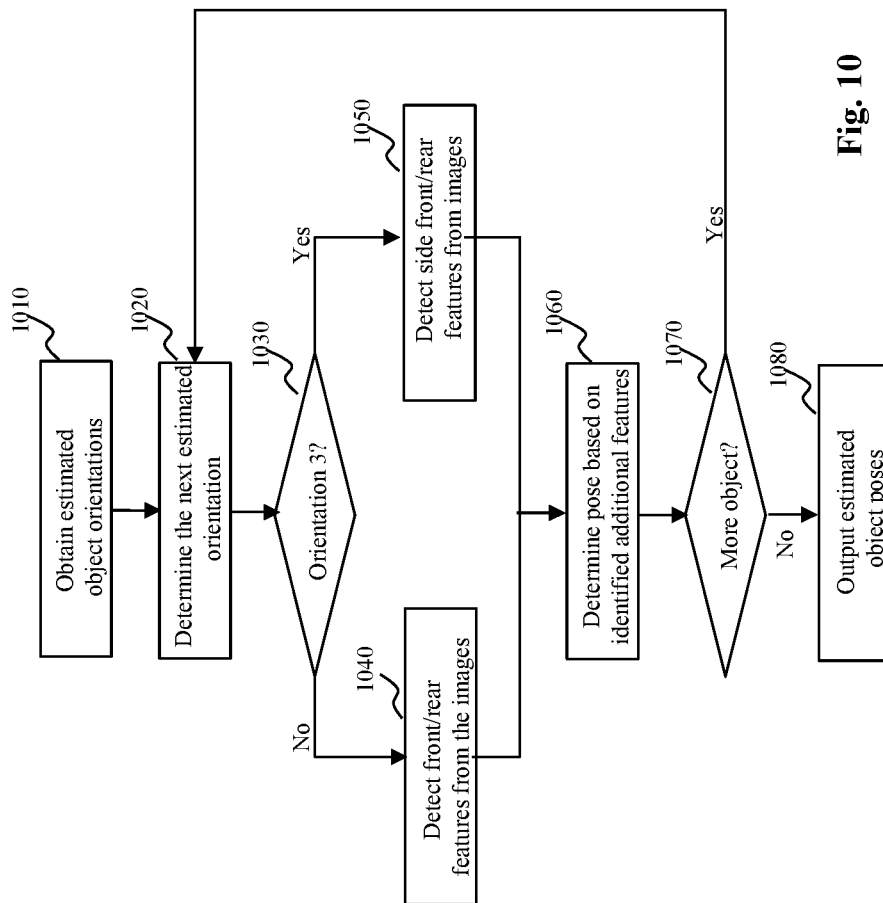 1010
Obtain estimated
object orientations
1020
Determine the next estimated
orientation
1030
Orientation 3?
No
Yes
1040
Detect front/rear
features from the images
1050
Detect side front/rear
features from images
1060
Determine pose based on
identified additional features
1070
More object?
Yes
No
1080
Output estimated
object poses
Fig. 10